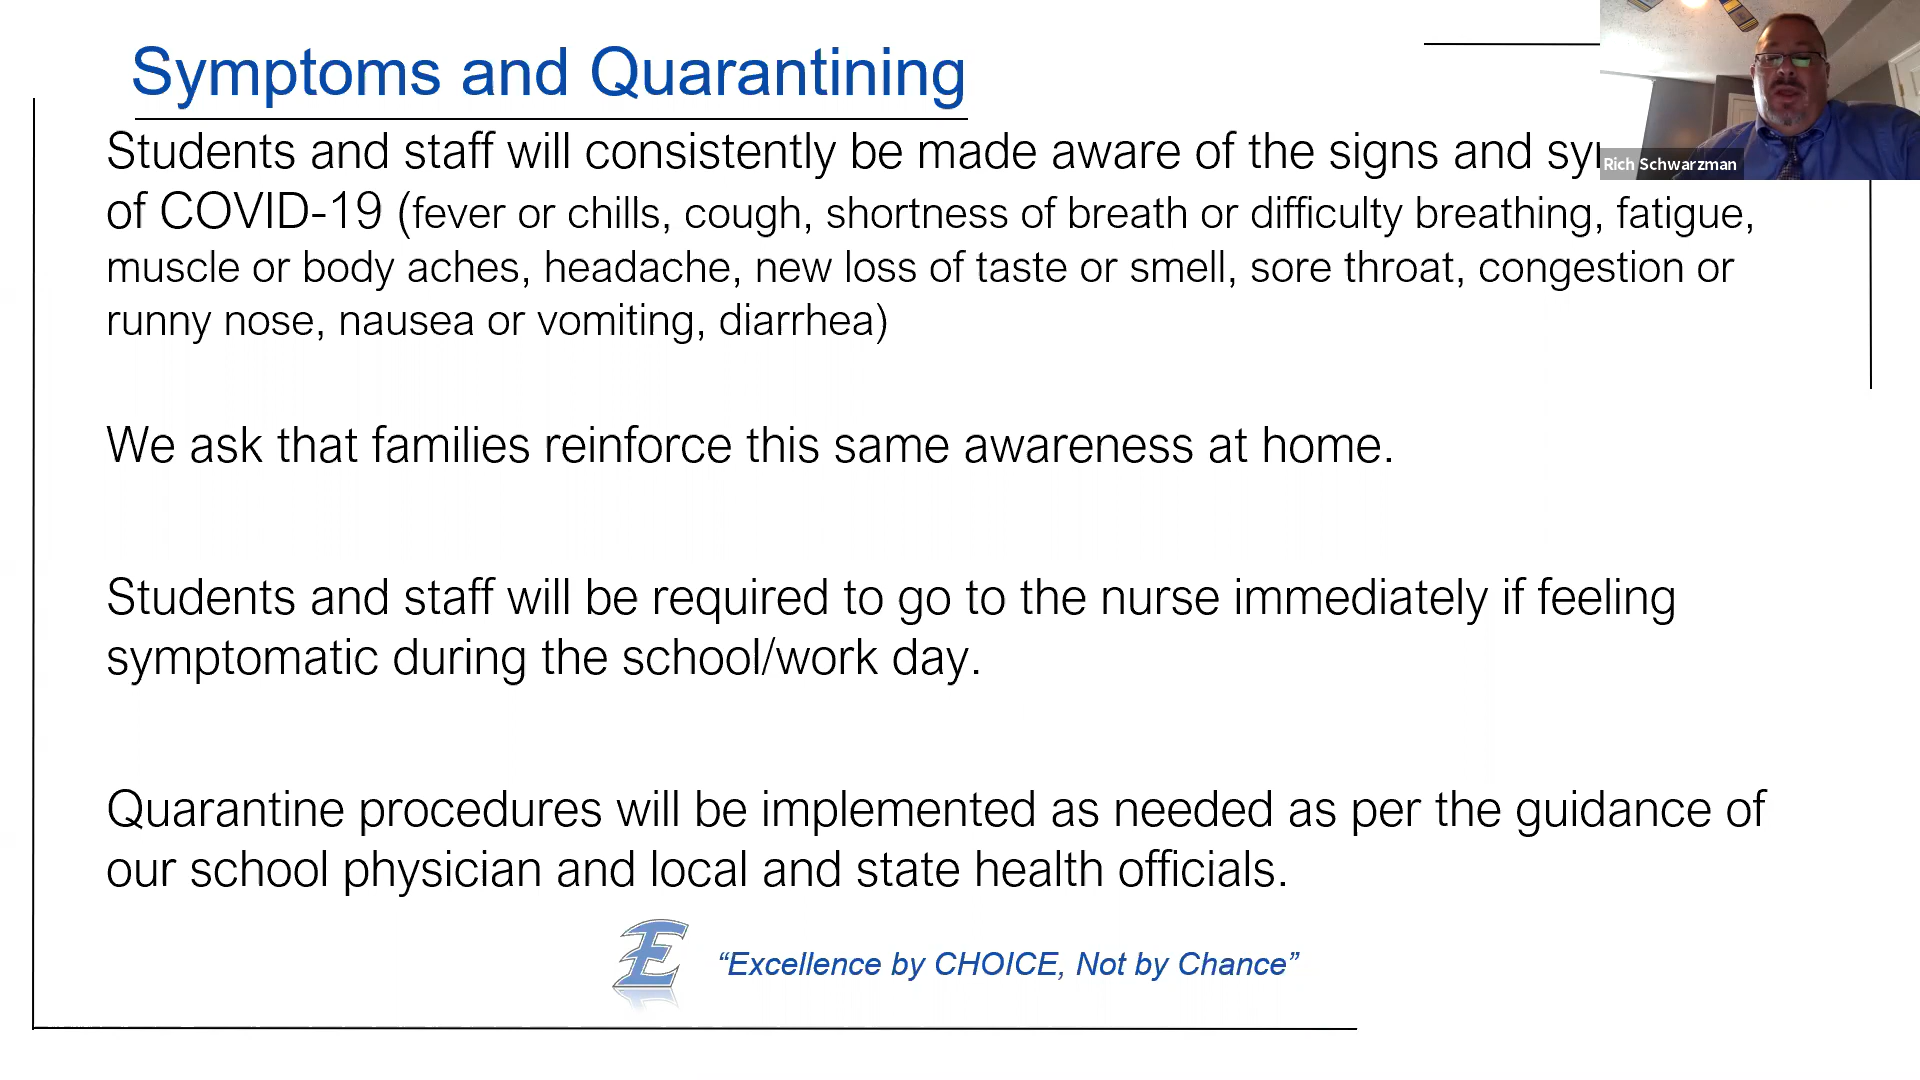 Symptoms and Quarantining
Students and staff will consistently be made aware of the signs and
of COVID-19 (fever or chills, cough, shortness of breath or difficulty breathing, fatigue,
muscle or body aches, headache, new loss of taste or smell, sore throat, congestion or
runny nose, nausea or vomiting, diarrhea)
We ask that families reinforce this same awareness at home.
Students and staff will be required to go to the nurse immediately if feeling
symptomatic during the school/work day.
Quarantine procedures will be implemented as needed as per the guidance of
our school physician and local and state health officials.
E
“Excellence by CHOICE, Not by Chance”
Rich Schwarzman